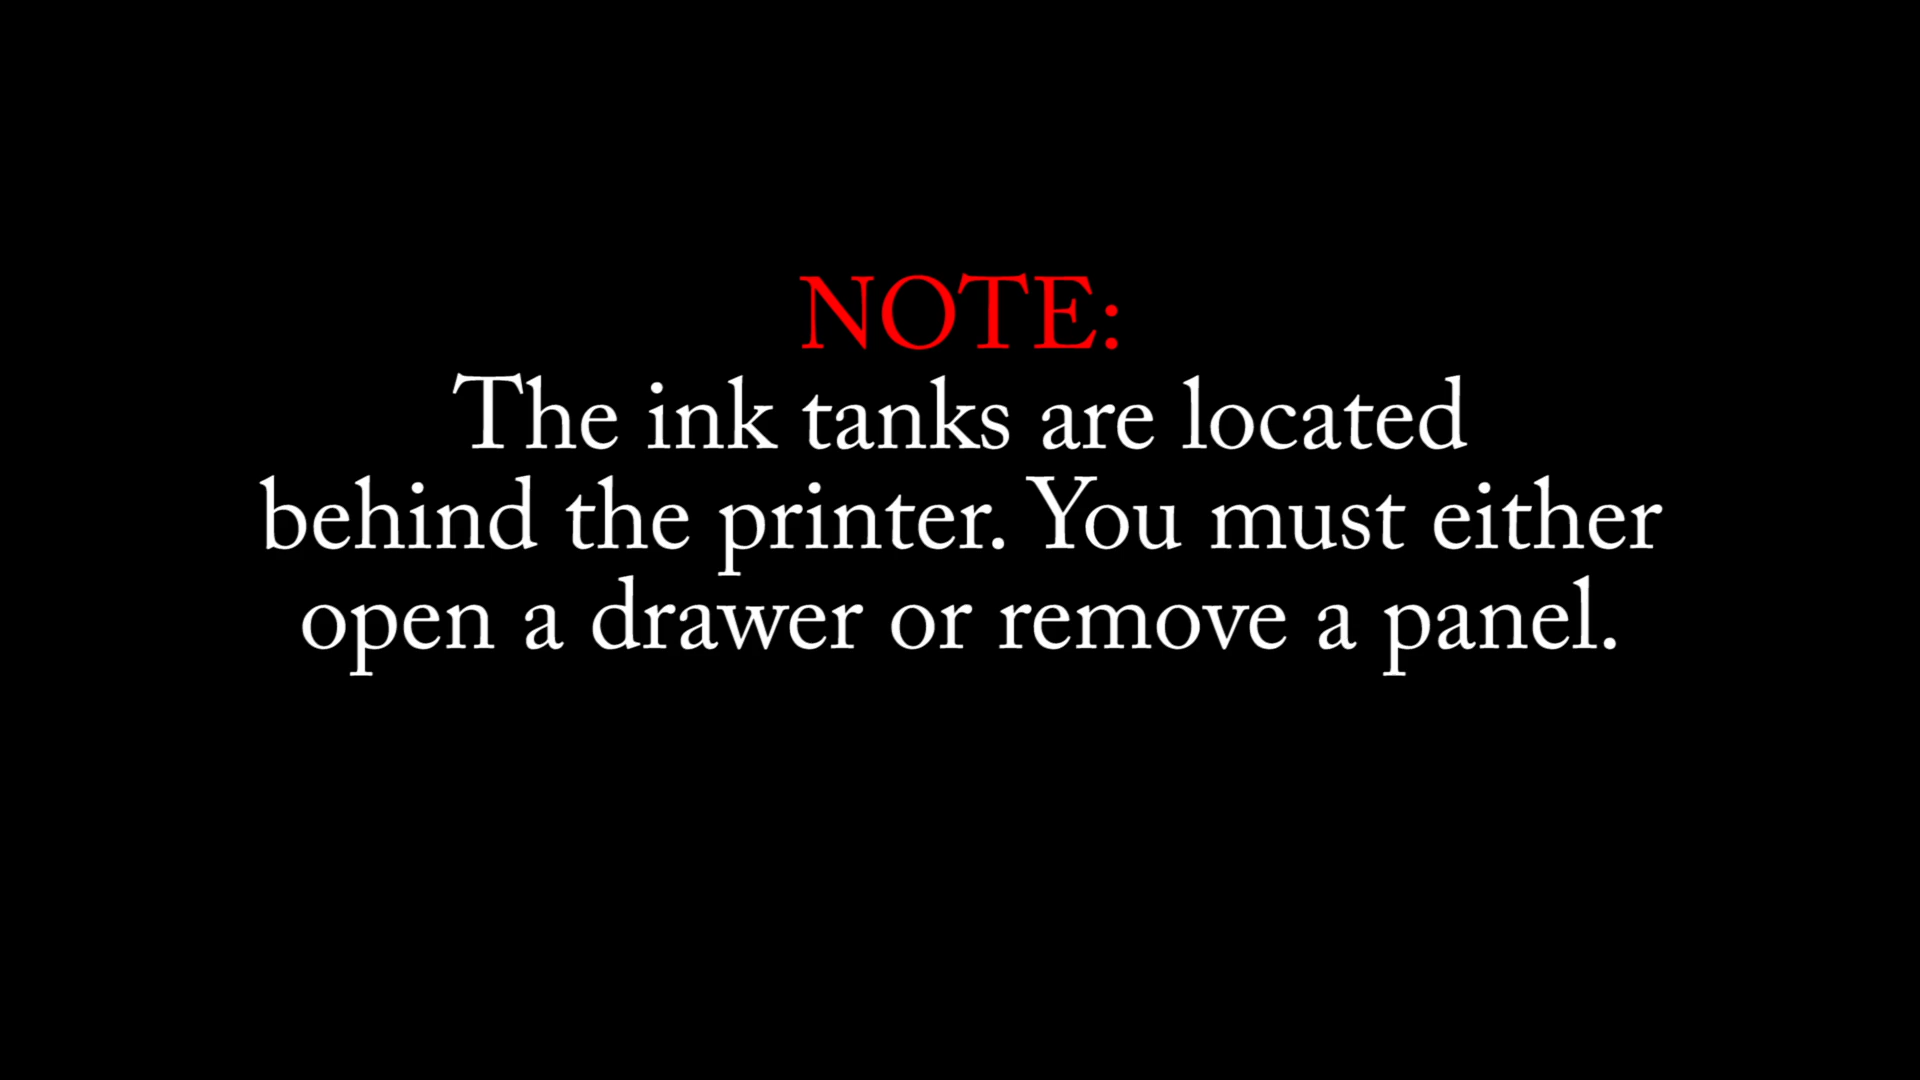 NOTE:
The ink tanks are located
behind the printer. You must either
open a drawer or remove a panel.